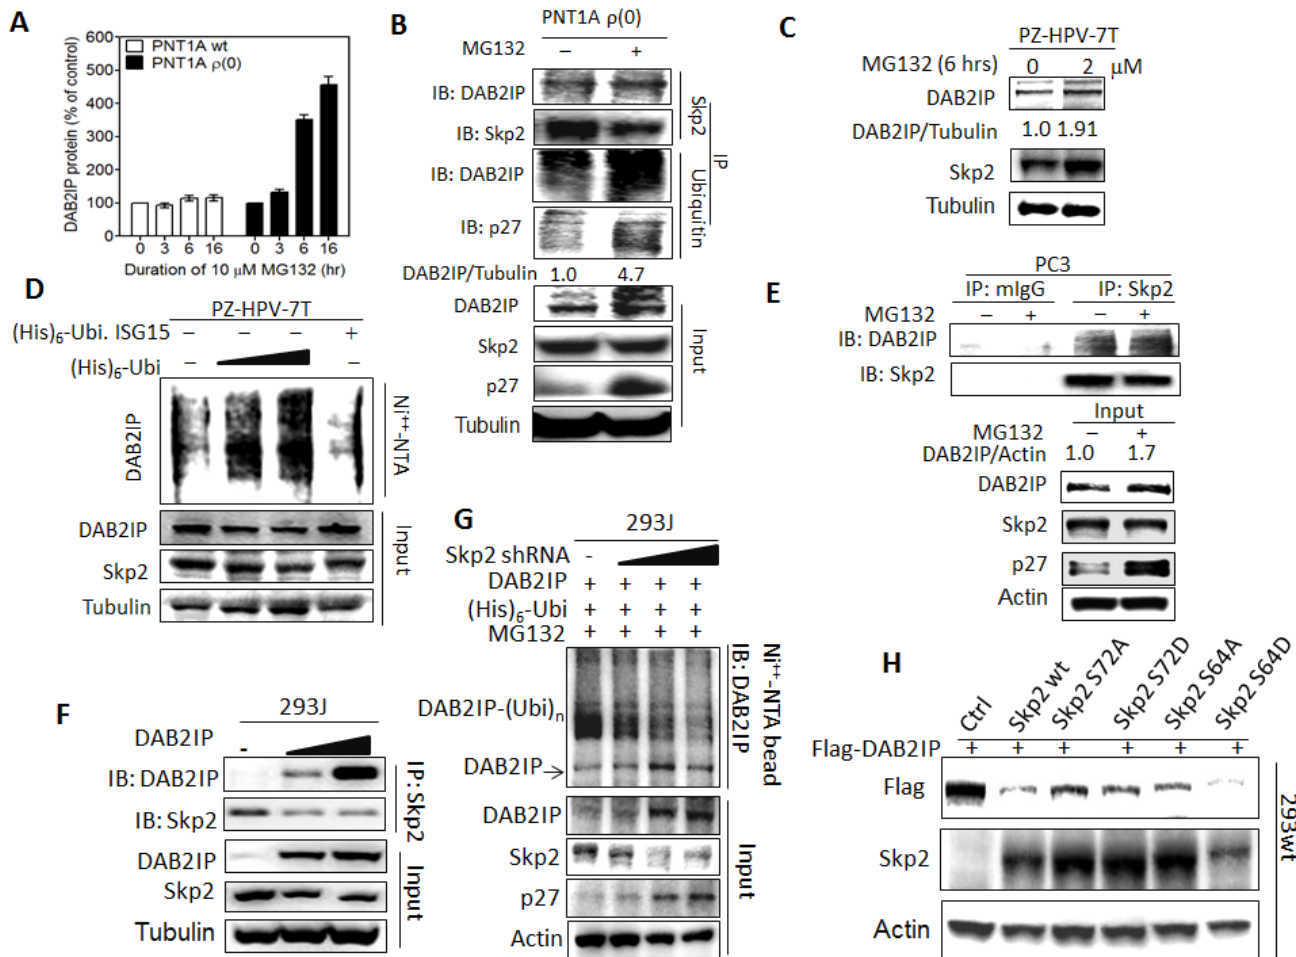 A
600
500
400
300
200
100
0
DAB2IP protein (% of control)
PNT1A wt
PNT1A ρ(0)
0 3 6 16 0 3 6 16
Duration of 10 μM MG132 (hr)
B
PNT1A ρ(0)
MG132 – +
IB: DAB2IP
IB: Skp2
Skp2
IB: DAB2IP
IB: p27
Ubiquitin
IP
DAB2IP/Tubulin 1.0 4.7
DAB2IP
Skp2
p27
Tubulin
Input
C
PZ-HPV-7T
MG132 (6 hrs) 0 2 μM
DAB2IP
DAB2IP/Tubulin 1.0 1.91
Skp2
Tubulin
D
PZ-HPV-7T
(His)6-Ubi. ISG15 – – – +
(His)6-Ubi – –
DAB2IP
Ni++-NTA
DAB2IP
Skp2
Tubulin
Input
E
PC3
IP: mIgG IP: Skp2
MG132 – + – +
IB: DAB2IP
IB: Skp2
Input
MG132 – +
DAB2IP/Actin 1.0 1.7
DAB2IP
Skp2
p27
Actin
F
293J
DAB2IP -
IB: DAB2IP
IB: Skp2
IP: Skp2
DAB2IP
Skp2
Tubulin
Input
G
293J
Skp2 shRNA -
DAB2IP + + + +
(His)6-Ubi + + + +
MG132 + + + +
DAB2IP-(Ubi)n
DAB2IP
Ni++-NTA bead
IB: DAB2IP
DAB2IP
Skp2
p27
Actin
Input
H
Ctrl
Skp2 wt
Skp2 S72A
Skp2 S72D
Skp2 S64A
Skp2 S64D
Flag-DAB2IP + + + + + +
Flag
Skp2
Actin
293wt